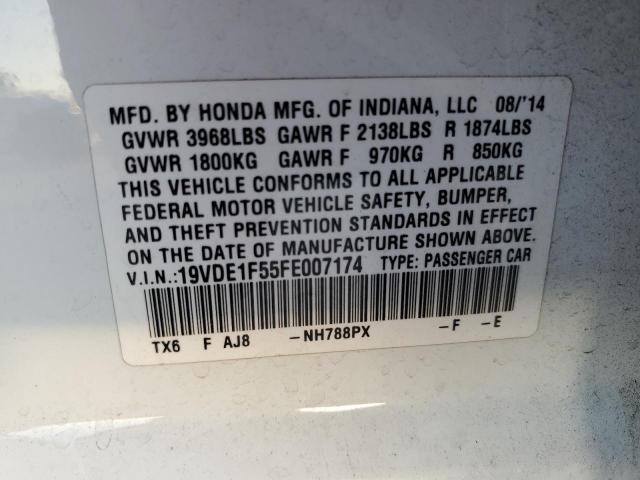 MFD. BY HONDA MFG. OF INDIANA, LLC 08/'14
GVWR 3968LBS GAWR F 2138LBS R 1874LBS
GVWR 1800KG GAWR F 970KG R 850KG
THIS VEHICLE CONFORMS TO ALL APPLICABLE
FEDERAL MOTOR VEHICLE SAFETY, BUMPER,
AND THEFT PREVENTION STANDARDS IN EFFECT
ON THE DATE OF MANUFACTURE SHOWN ABOVE.
V.I.N.:19VDE1F55FE007174 TYPE: PASSENGER CAR
TX6 F AJ8 -NH788PX -F -E